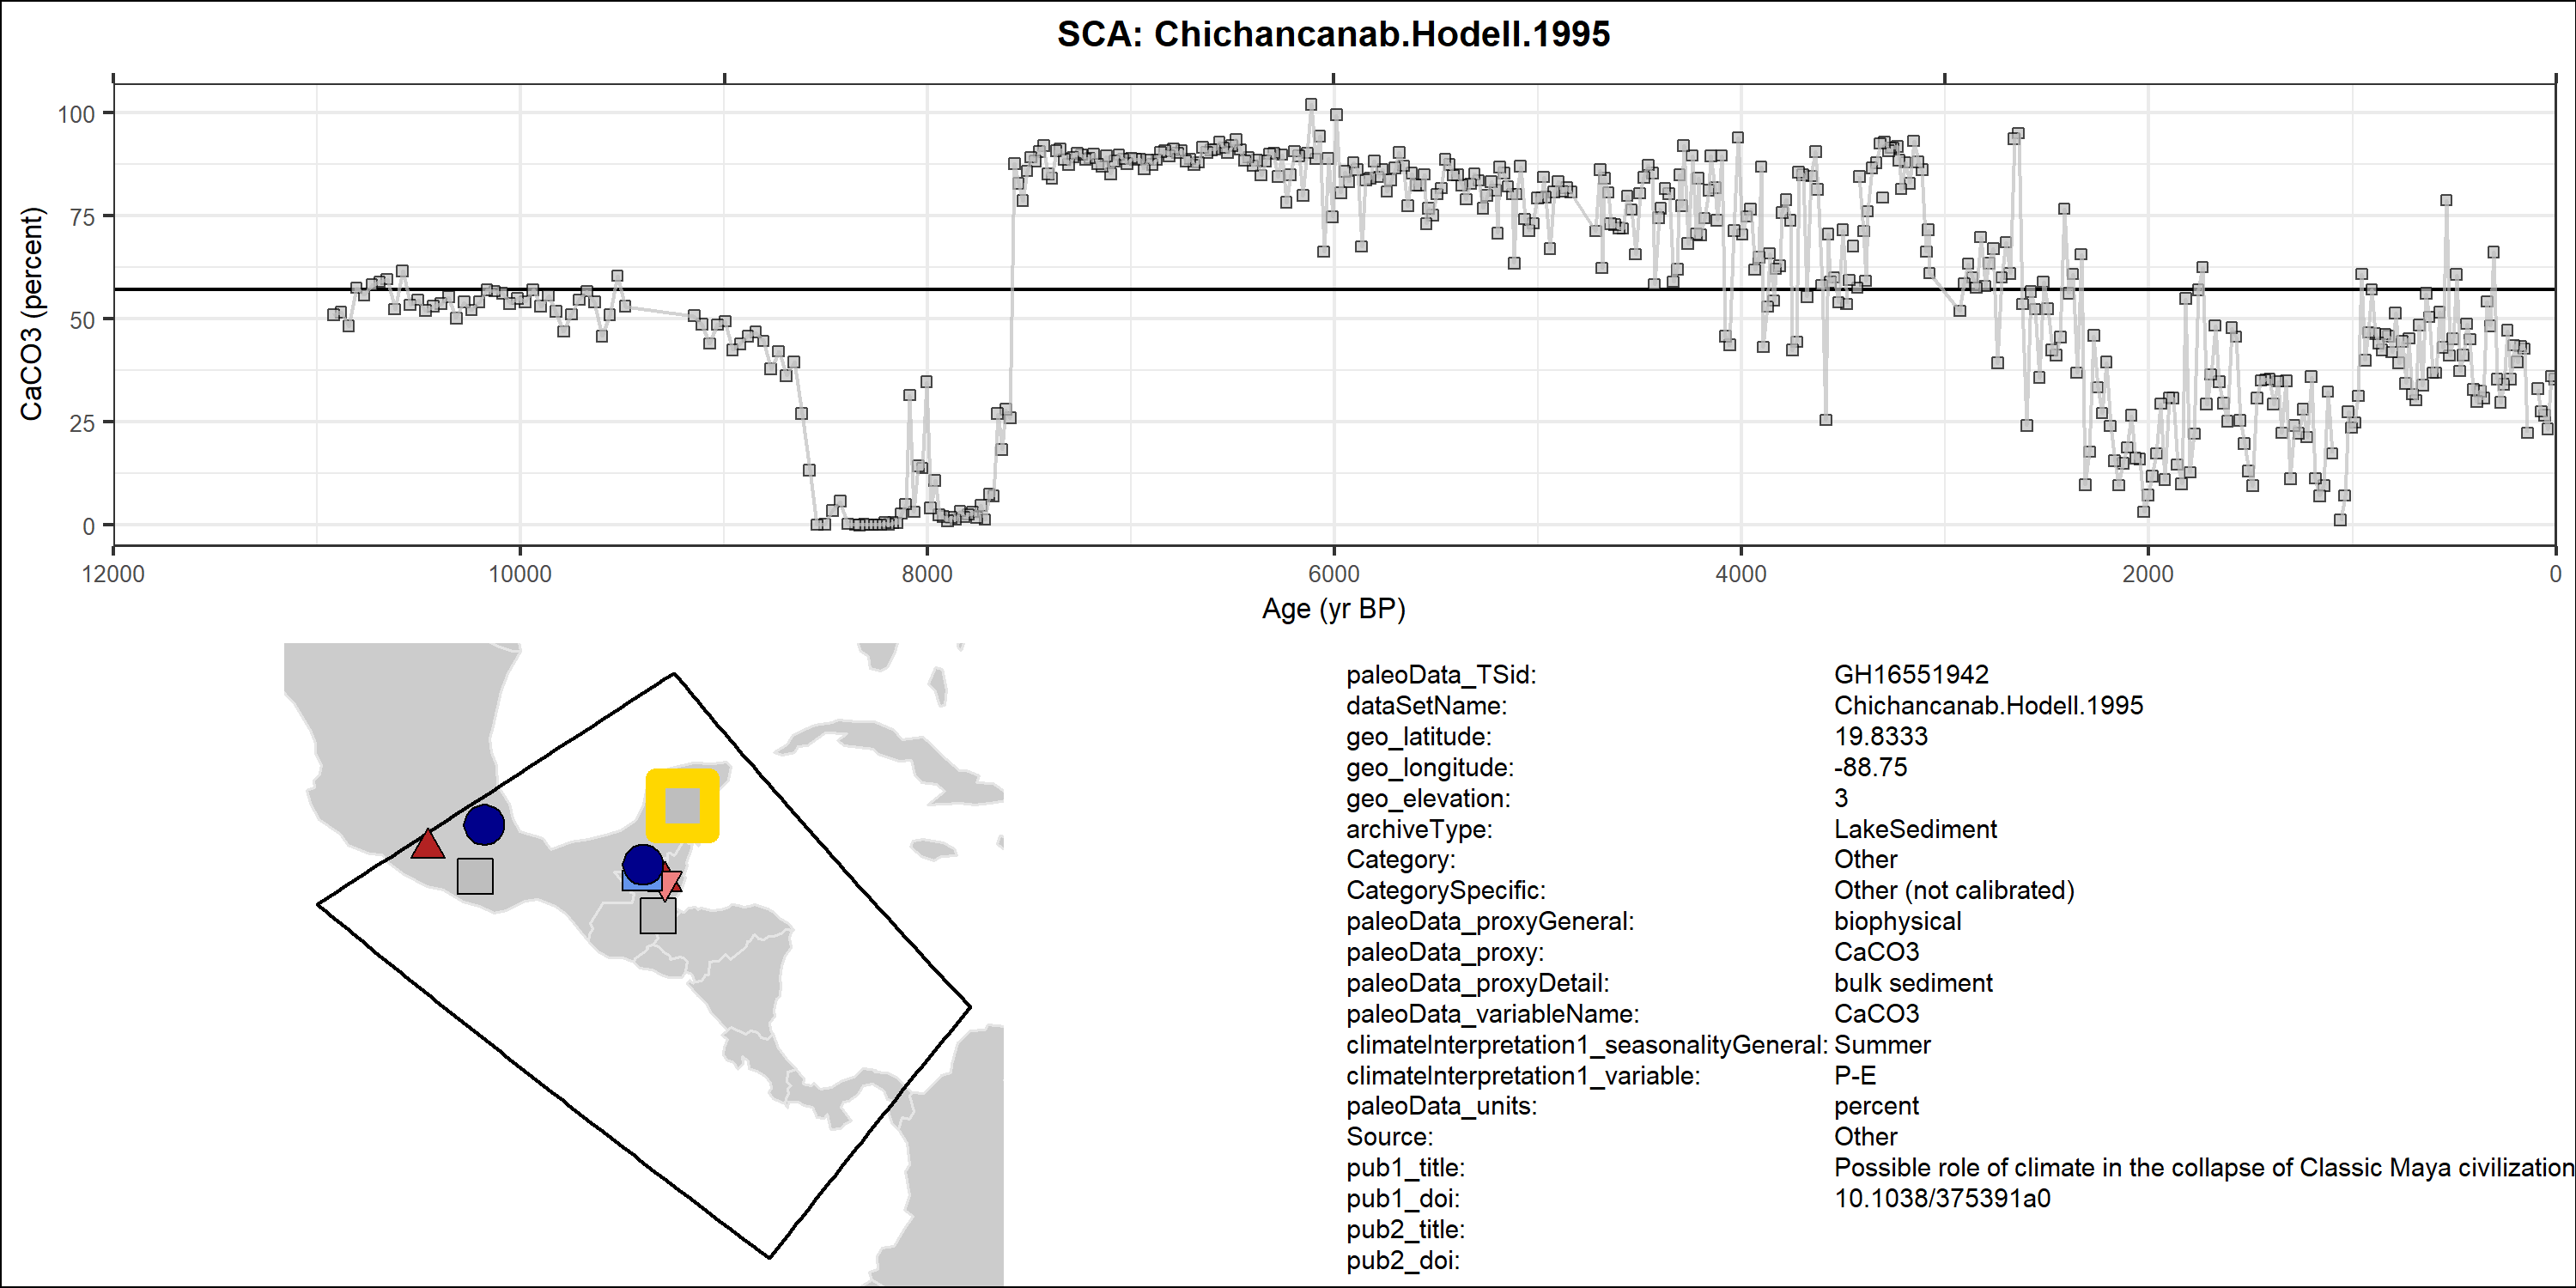 SCA: Chichancanab.Hodell.1995
CaCO3 (percent)
100
75
50
25
0
12000 10000 8000 6000 4000 2000 0
Age (yr BP)
paleoData_TSid: GH16551942
dataSetName: Chichancanab.Hodell.1995
geo_latitude: 19.8333
geo_longitude: -88.75
geo_elevation: 3
archiveType: LakeSediment
Category: Other
CategorySpecific: Other (not calibrated)
paleoData_proxyGeneral: biophysical
paleoData_proxy: CaCO3
paleoData_proxyDetail: bulk sediment
paleoData_variableName: CaCO3
climateInterpretation1_seasonalityGeneral: Summer
climateInterpretation1_variable: P-E
paleoData_units: percent
Source: Other
pub1_title: Possible role of climate in the collapse of Classic Maya civilization
pub1_doi: 10.1038/375391a0
pub2_title:
pub2_doi: